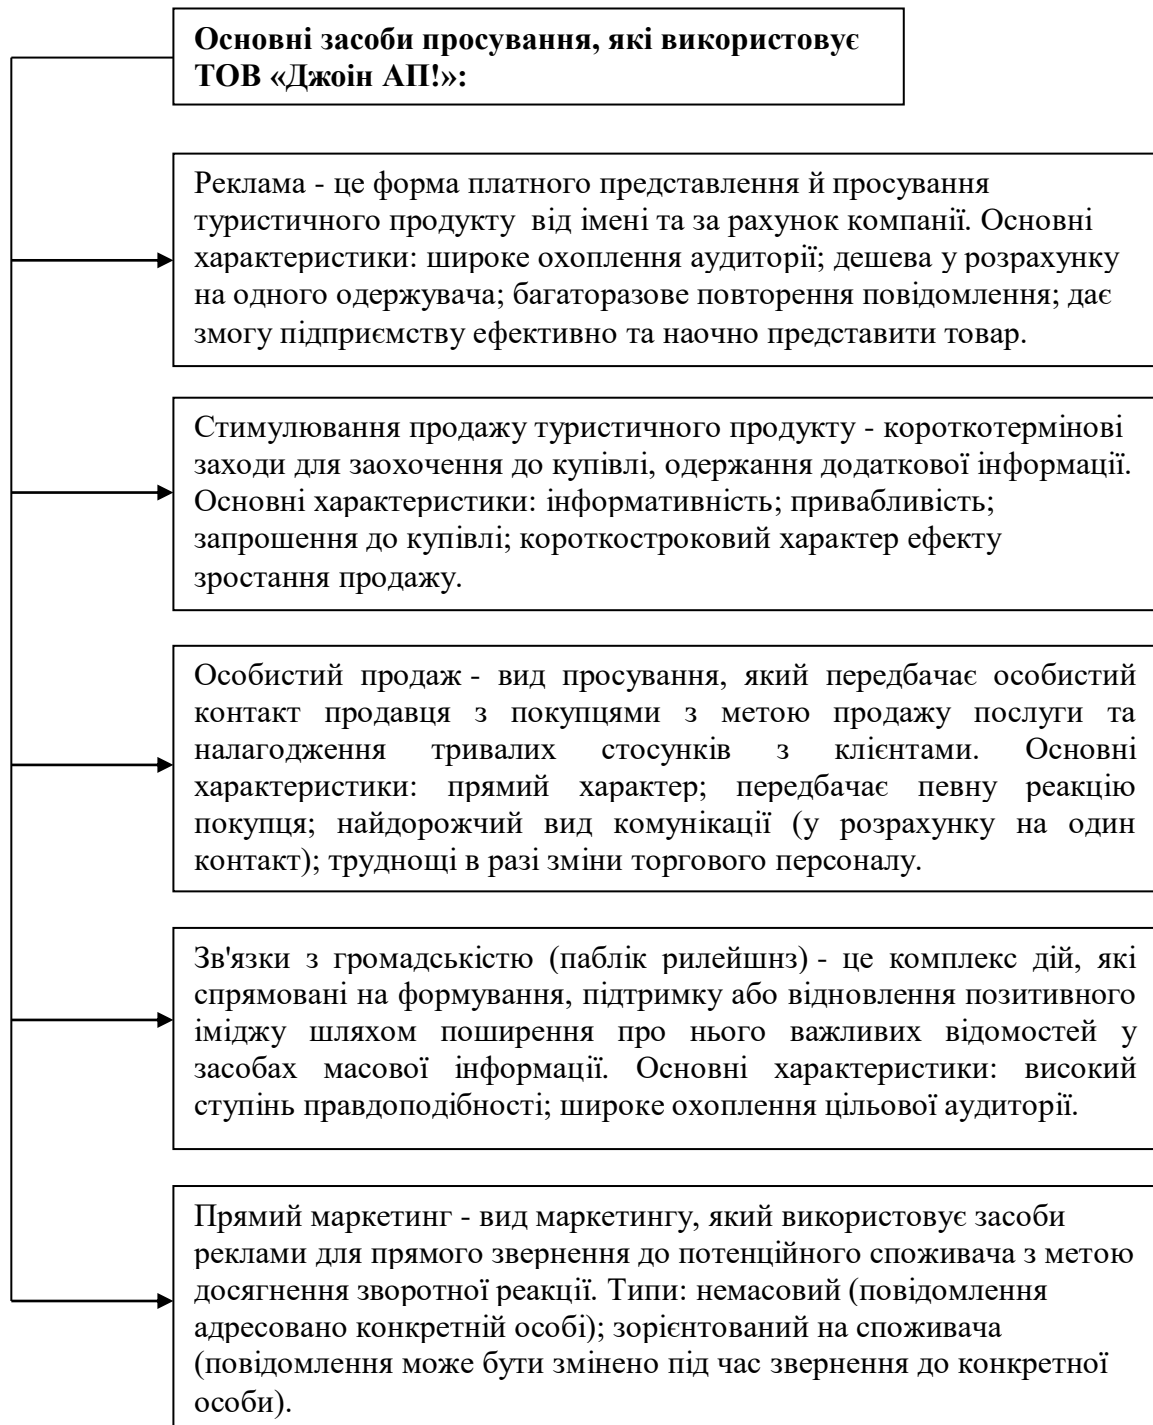 Основні засоби просування, які використовує
ТОВ «Джоін АП!»:
Реклама - це форма платного представлення й просування
туристичного продукту від імені та за рахунок компанії. Основні
характеристики: широке охоплення аудиторії; дешева у розрахунку
на одного одержувача; багаторазове повторення повідомлення; дає
змогу підприємству ефективно та наочно представити товар.
Стимулювання продажу туристичного продукту - короткотермінові
заходи для заохочення до купівлі, одержання додаткової інформації.
Основні характеристики: інформативність; привабливість;
запрошення до купівлі; короткостроковий характер ефекту
зростання продажу.
Особистий продаж - вид просування, який передбачає особистий
контакт продавця з покупцями з метою продажу послуги та
налагодження тривалих стосунків з клієнтами. Основні
характеристики: прямий характер; передбачає певну реакцію
покупця; найдорожчий вид комунікації (у розрахунку на один
контакт); труднощі в разі зміни торгового персоналу.
Зв'язки з громадськістю (паблік рилейшнз) - це комплекс дій, які
спрямовані на формування, підтримку або відновлення позитивного
іміджу шляхом поширення про нього важливих відомостей у
засобах масової інформації. Основні характеристики: високий
ступінь правдоподібності; широке охоплення цільової аудиторії.
Прямий маркетинг - вид маркетингу, який використовує засоби
реклами для прямого звернення до потенційного споживача з метою
досягнення зворотної реакції. Типи: немасовий (повідомлення
адресовано конкретній особі); зорієнтований на споживача
(повідомлення може бути змінено під час звернення до конкретної
особи).